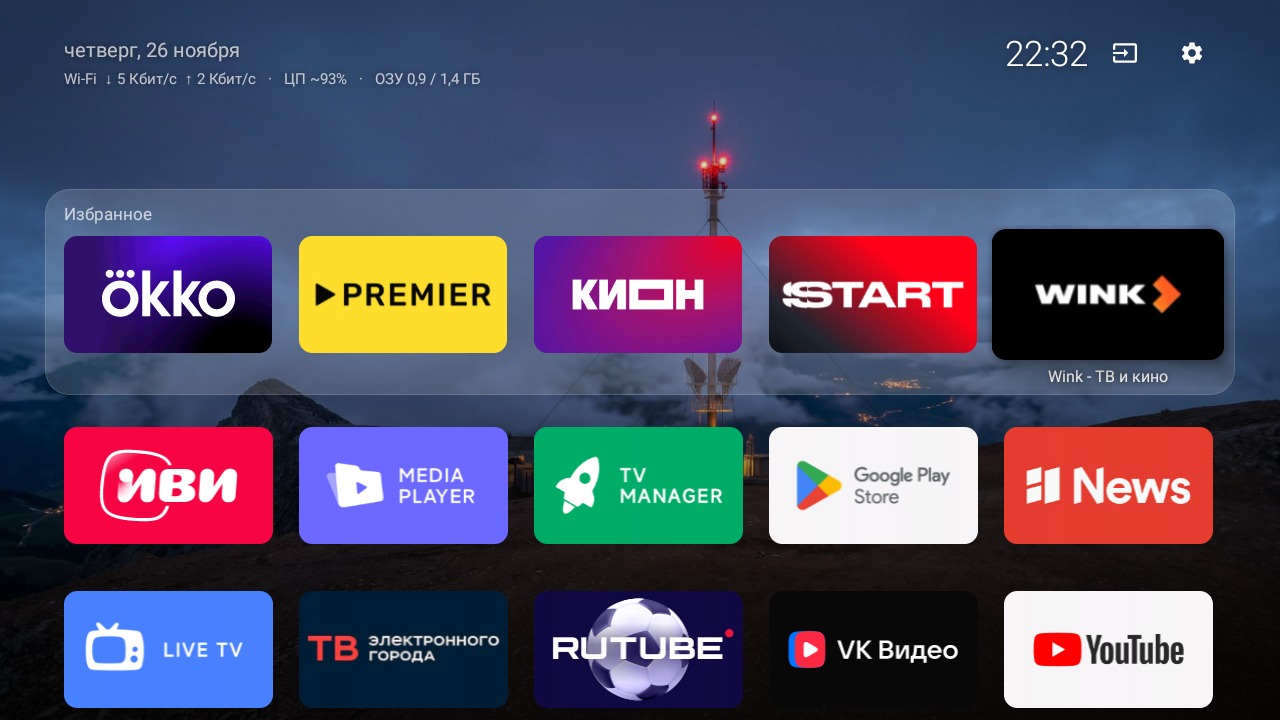 четверг, 26 ноября
22:32
Wi-Fi ↓ 5 Кбит/с ↑ 2 Кбит/с · ЦП ~93% · ОЗУ 0,9 / 1,4 ГБ
Избранное
okko
PREMIER
КИОН
START
WINK
Wink - ТВ и кино
иви
MEDIA
PLAYER
TV
MANAGER
Google Play
Store
News
LIVE TV
ТВ ЭЛЕКТРОННОГО
ГОРОДА
RUTUBE
VK Видео
YouTube